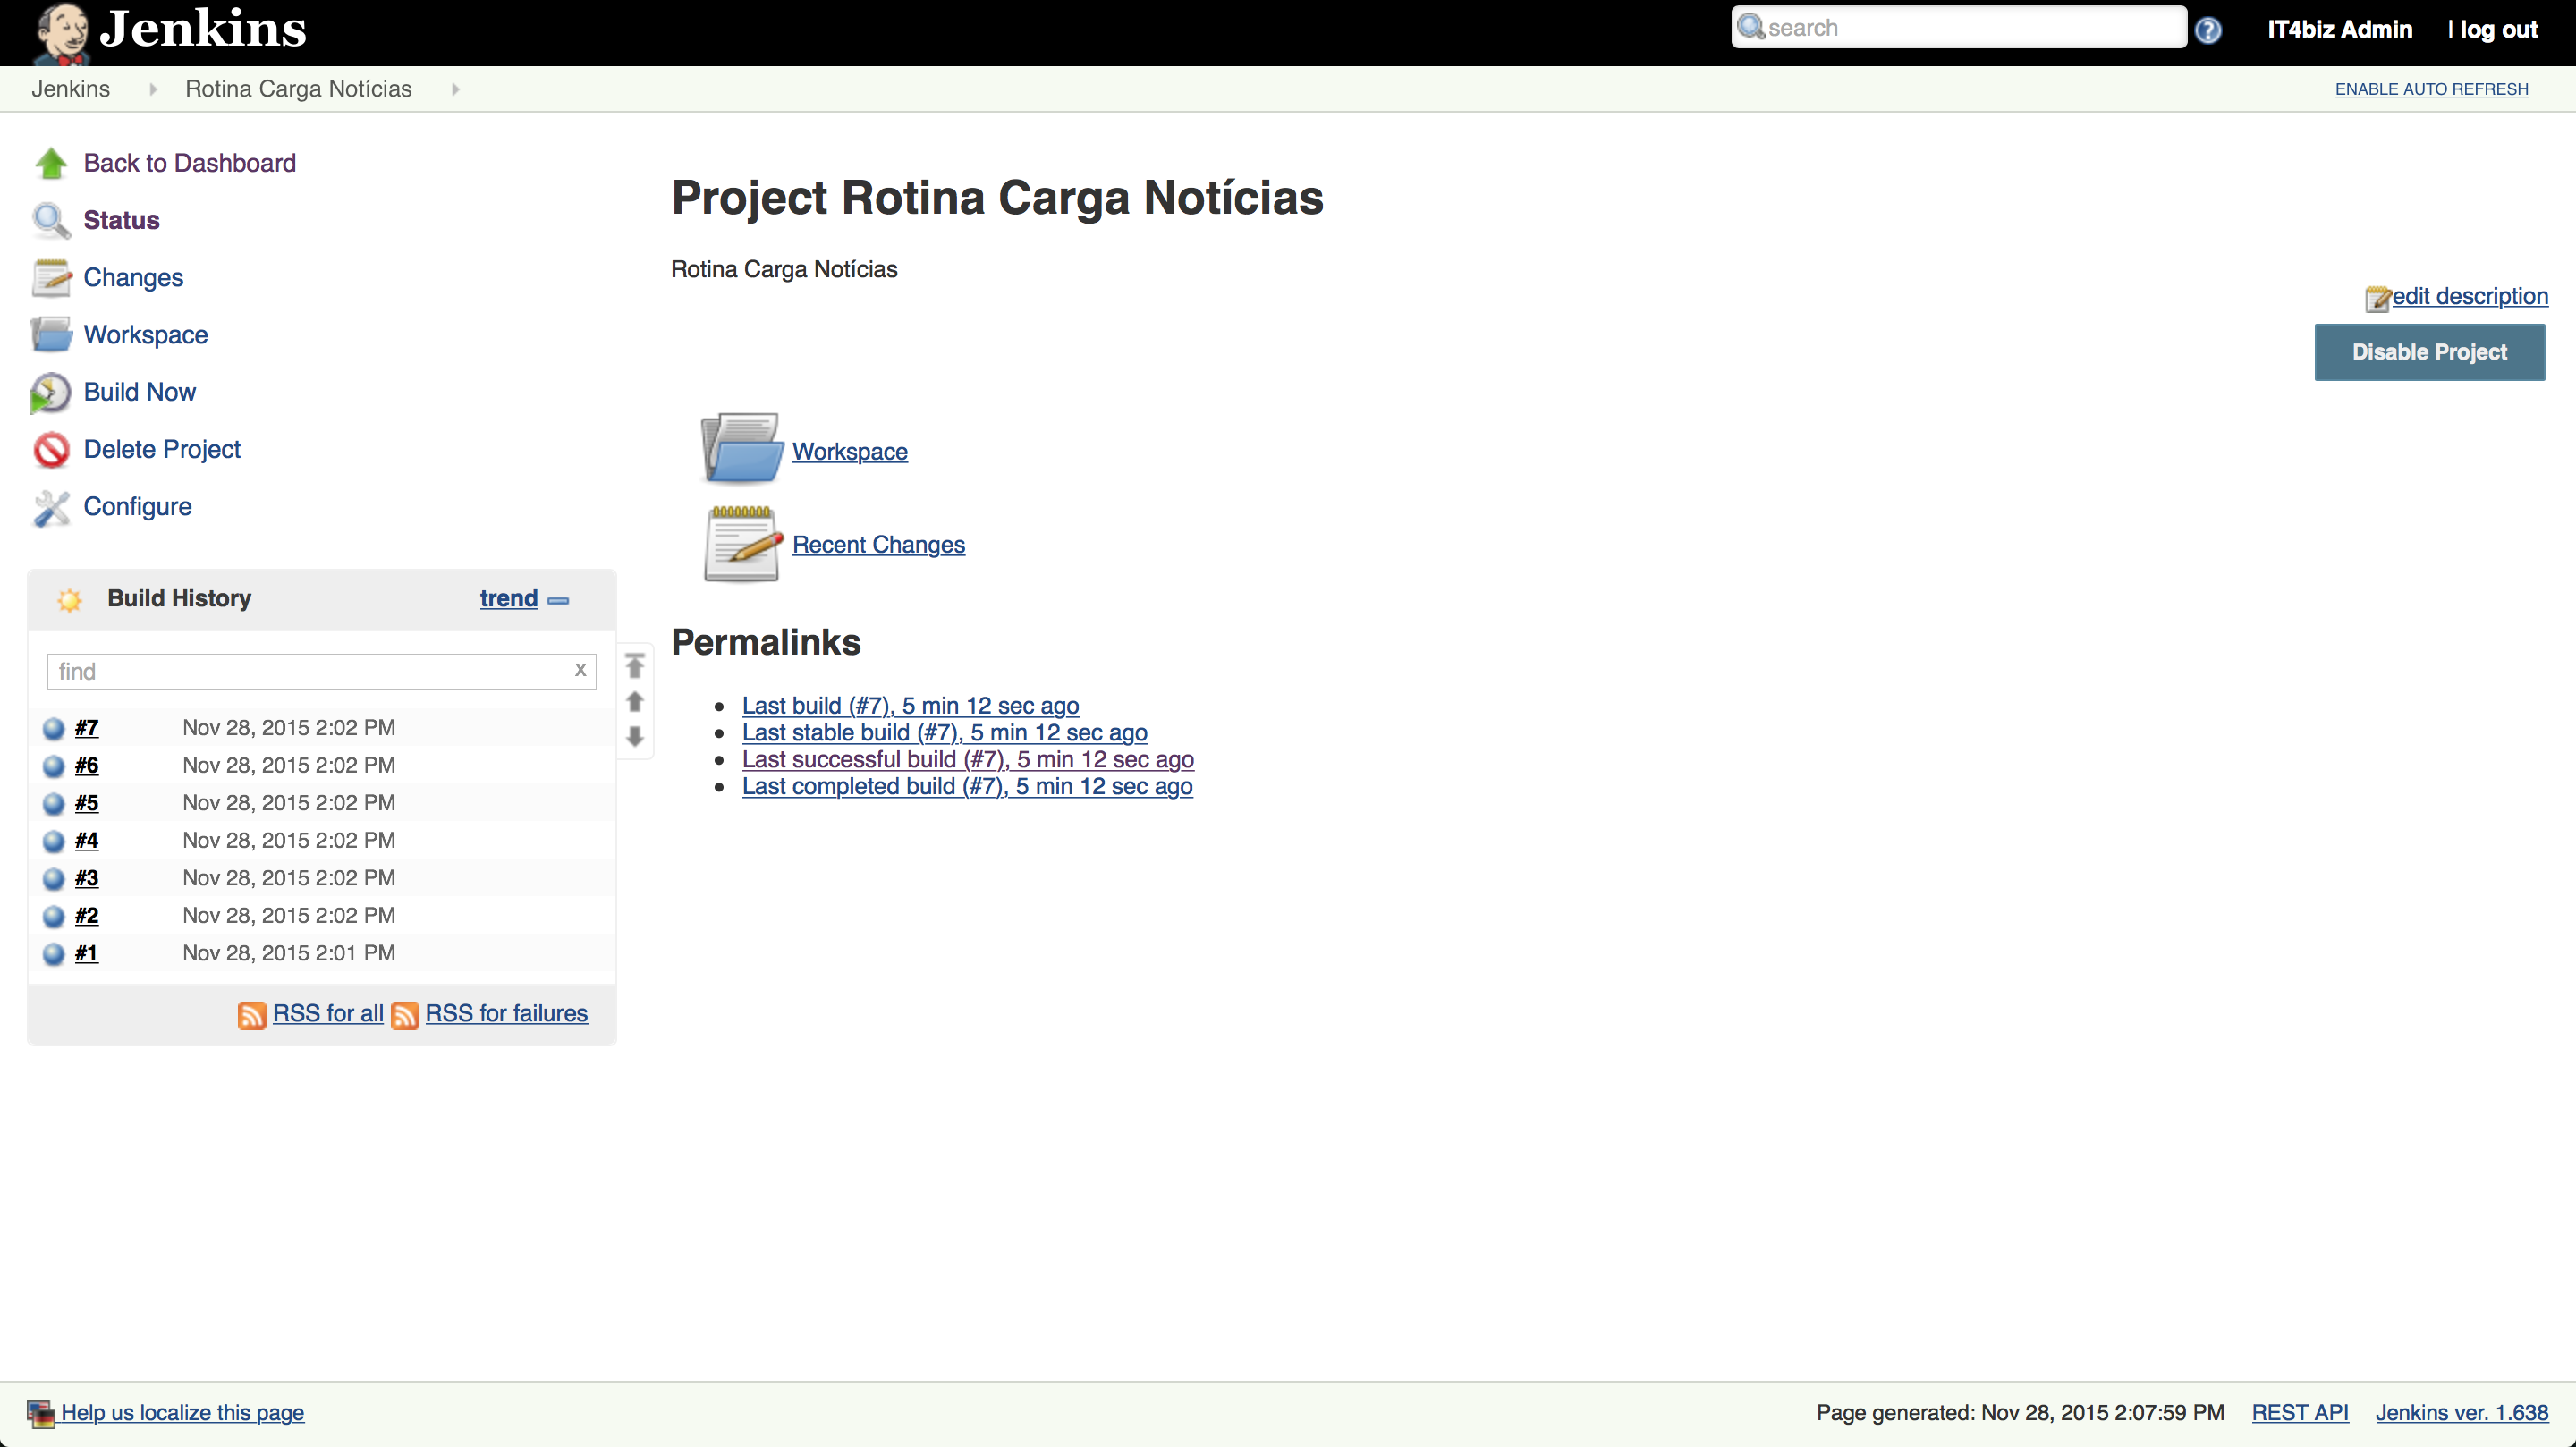 Jenkins
search
IT4biz Admin | log out
Jenkins Rotina Carga Notícias
ENABLE AUTO REFRESH
Back to Dashboard
Status
Changes
Workspace
Build Now
Delete Project
Configure
Build History trend
find x
#7 Nov 28, 2015 2:02 PM
#6 Nov 28, 2015 2:02 PM
#5 Nov 28, 2015 2:02 PM
#4 Nov 28, 2015 2:02 PM
#3 Nov 28, 2015 2:02 PM
#2 Nov 28, 2015 2:02 PM
#1 Nov 28, 2015 2:01 PM
RSS for all RSS for failures
Project Rotina Carga Notícias
Rotina Carga Notícias
edit description
Disable Project
Workspace
Recent Changes
Permalinks
Last build (#7), 5 min 12 sec ago
Last stable build (#7), 5 min 12 sec ago
Last successful build (#7), 5 min 12 sec ago
Last completed build (#7), 5 min 12 sec ago
Help us localize this page
Page generated: Nov 28, 2015 2:07:59 PM REST API Jenkins ver. 1.638